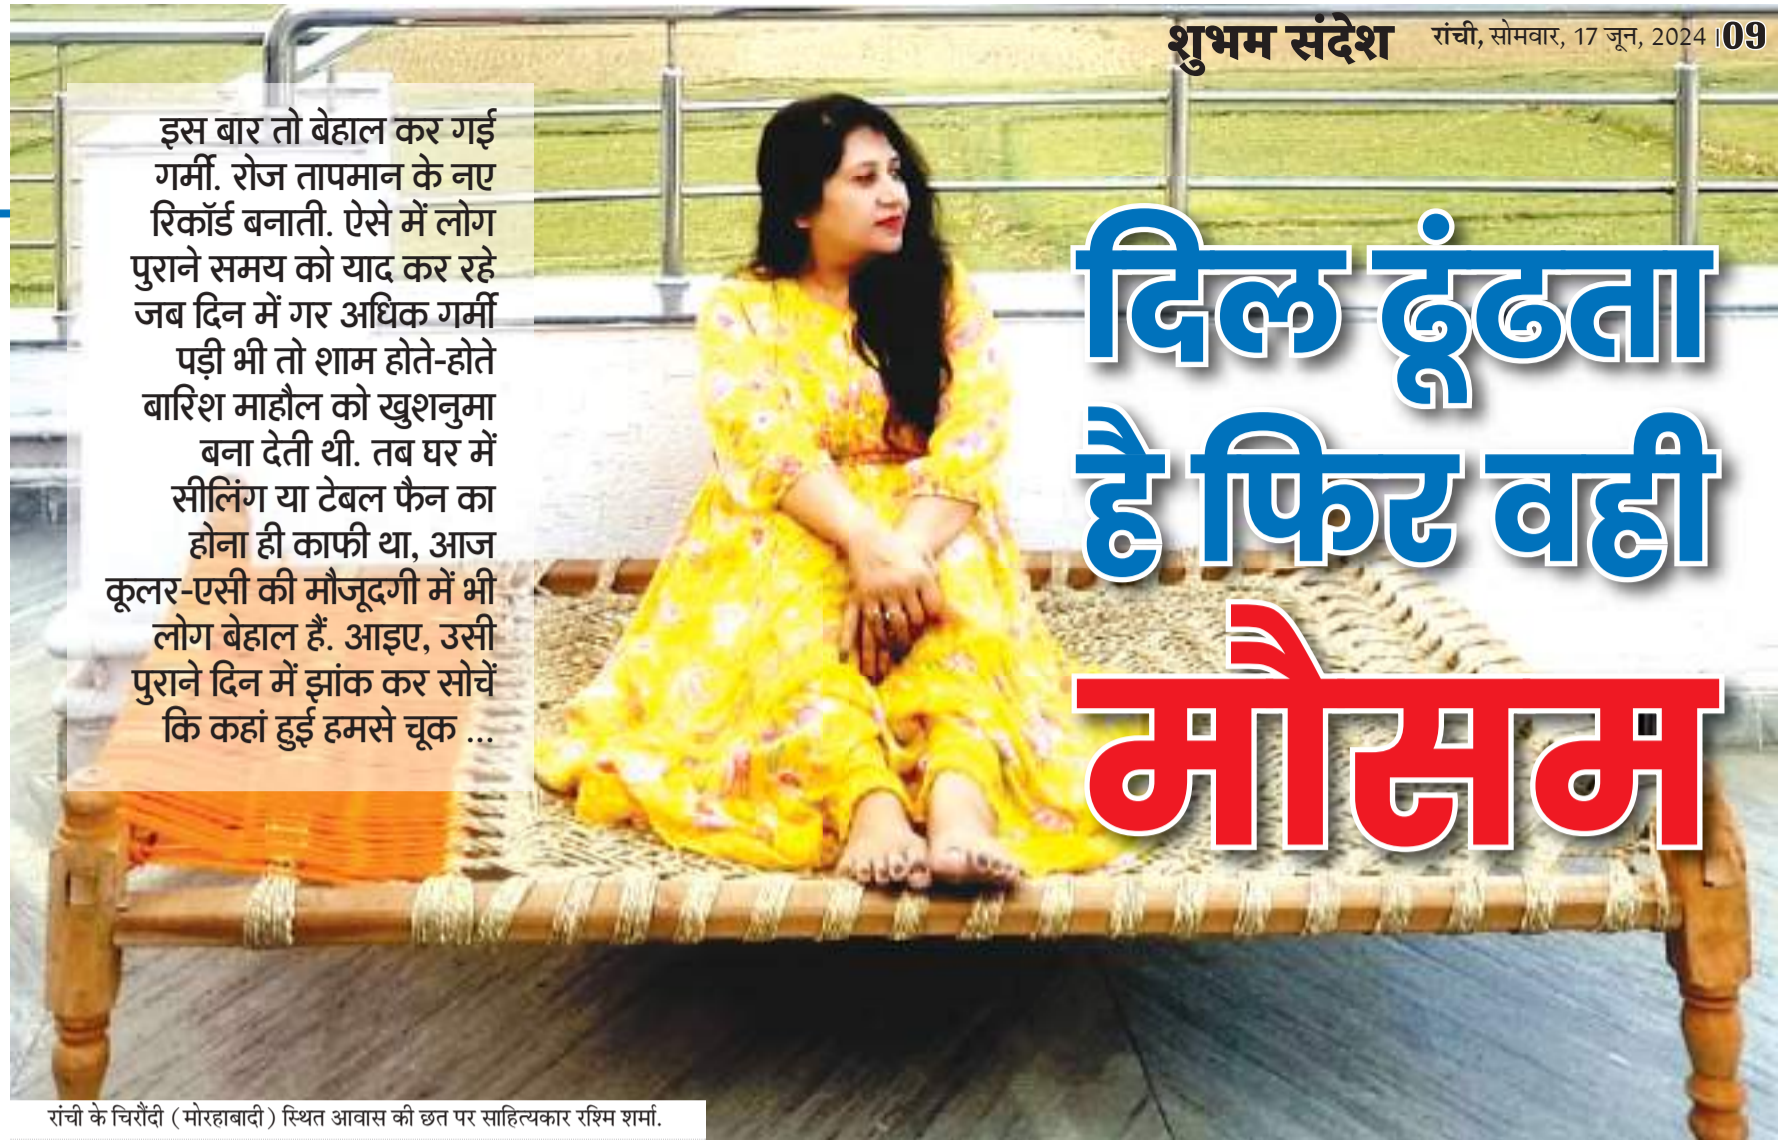 शुभम संदेश
रांची, सोमवार, 17 जून, 2024 | 09
इस बार तो बेहाल कर गई
गर्मी. रोज तापमान के नए
रिकॉर्ड बनाती. ऐसे में लोग
पुराने समय को याद कर रहे
जब दिन में गर अधिक गर्मी
पड़ी भी तो शाम होते-होते
बारिश माहौल को खुशनुमा
बना देती थी. तब घर में
सीलिंग या टेबल फैन का
होना ही काफी था, आज
कूलर-एसी की मौजूदगी में भी
लोग बेहाल हैं. आइए, उसी
पुराने दिन में झांक कर सोचें
कि कहां हुई हमसे चूक ...
दिल ढूंढता
है फिर वही
मौसम
रांची के चिरौंदी (मोरहाबादी) स्थित आवास की छत पर साहित्यकार रश्मि शर्मा.